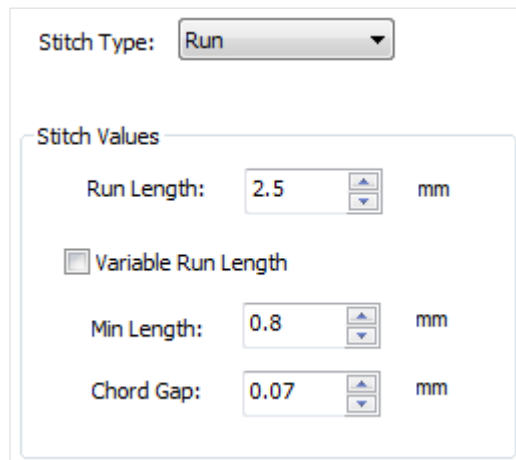 Stitch Type: Run
Stitch Values
Run Length: 2.5 mm
Variable Run Length
Min Length: 0.8 mm
Chord Gap: 0.07 mm